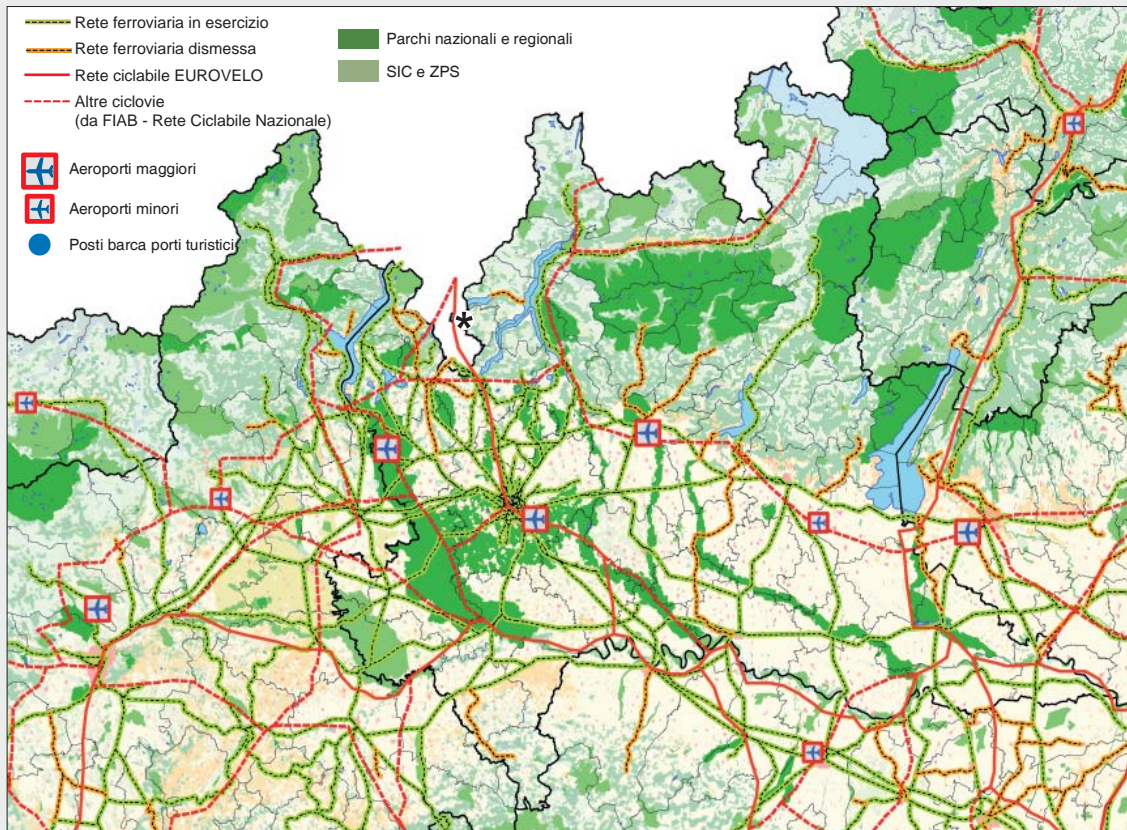 Rete ferroviaria in esercizio
Rete ferroviaria dismessa
Rete ciclabile EUROVELO
Altre ciclovie
(da FIAB - Rete Ciclabile Nazionale)
Aeroporti maggiori
Aeroporti minori
Posti barca porti turistici
Parchi nazionali e regionali
SIC e ZPS
*